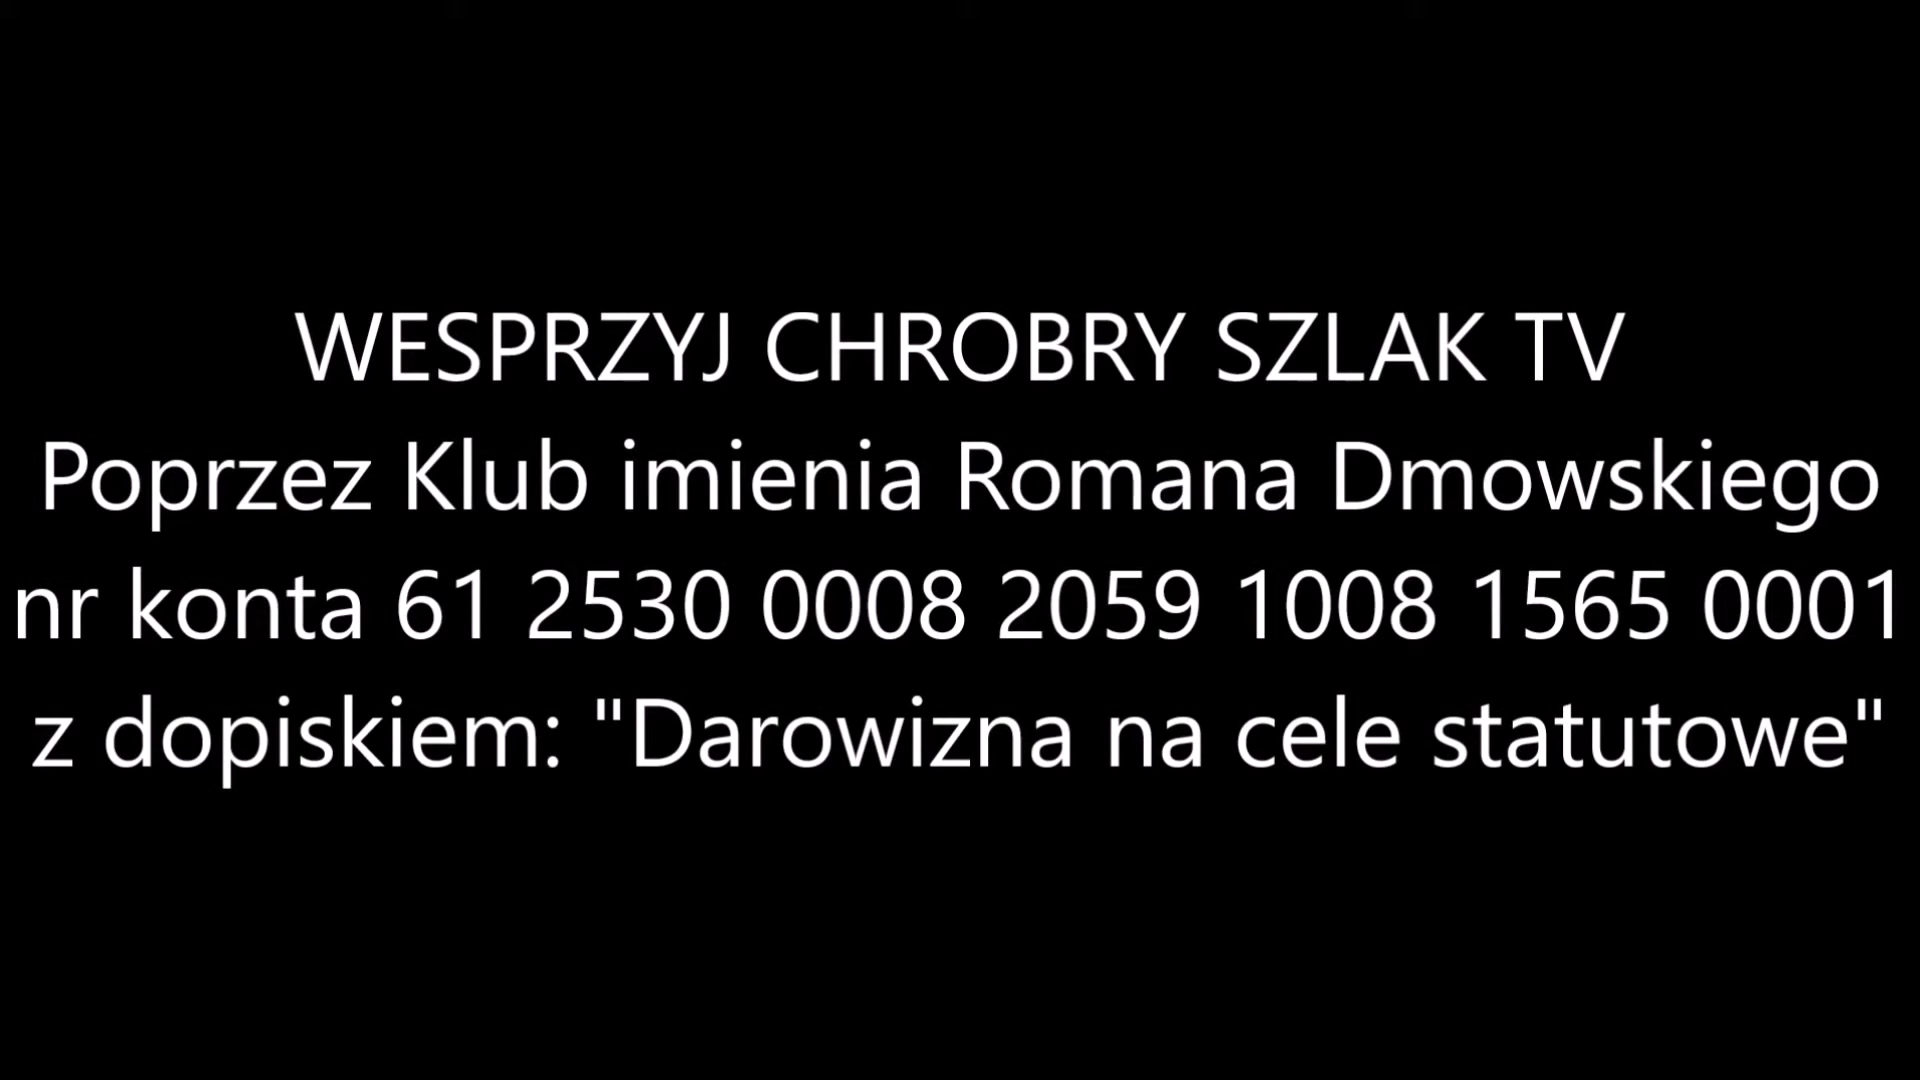 WESPRZYJ CHROBRY SZLAK TV
Poprzez Klub imienia Romana Dmowskiego
nr konta 61 2530 0008 2059 1008 1565 0001
z dopiskiem: "Darowizna na cele statutowe"